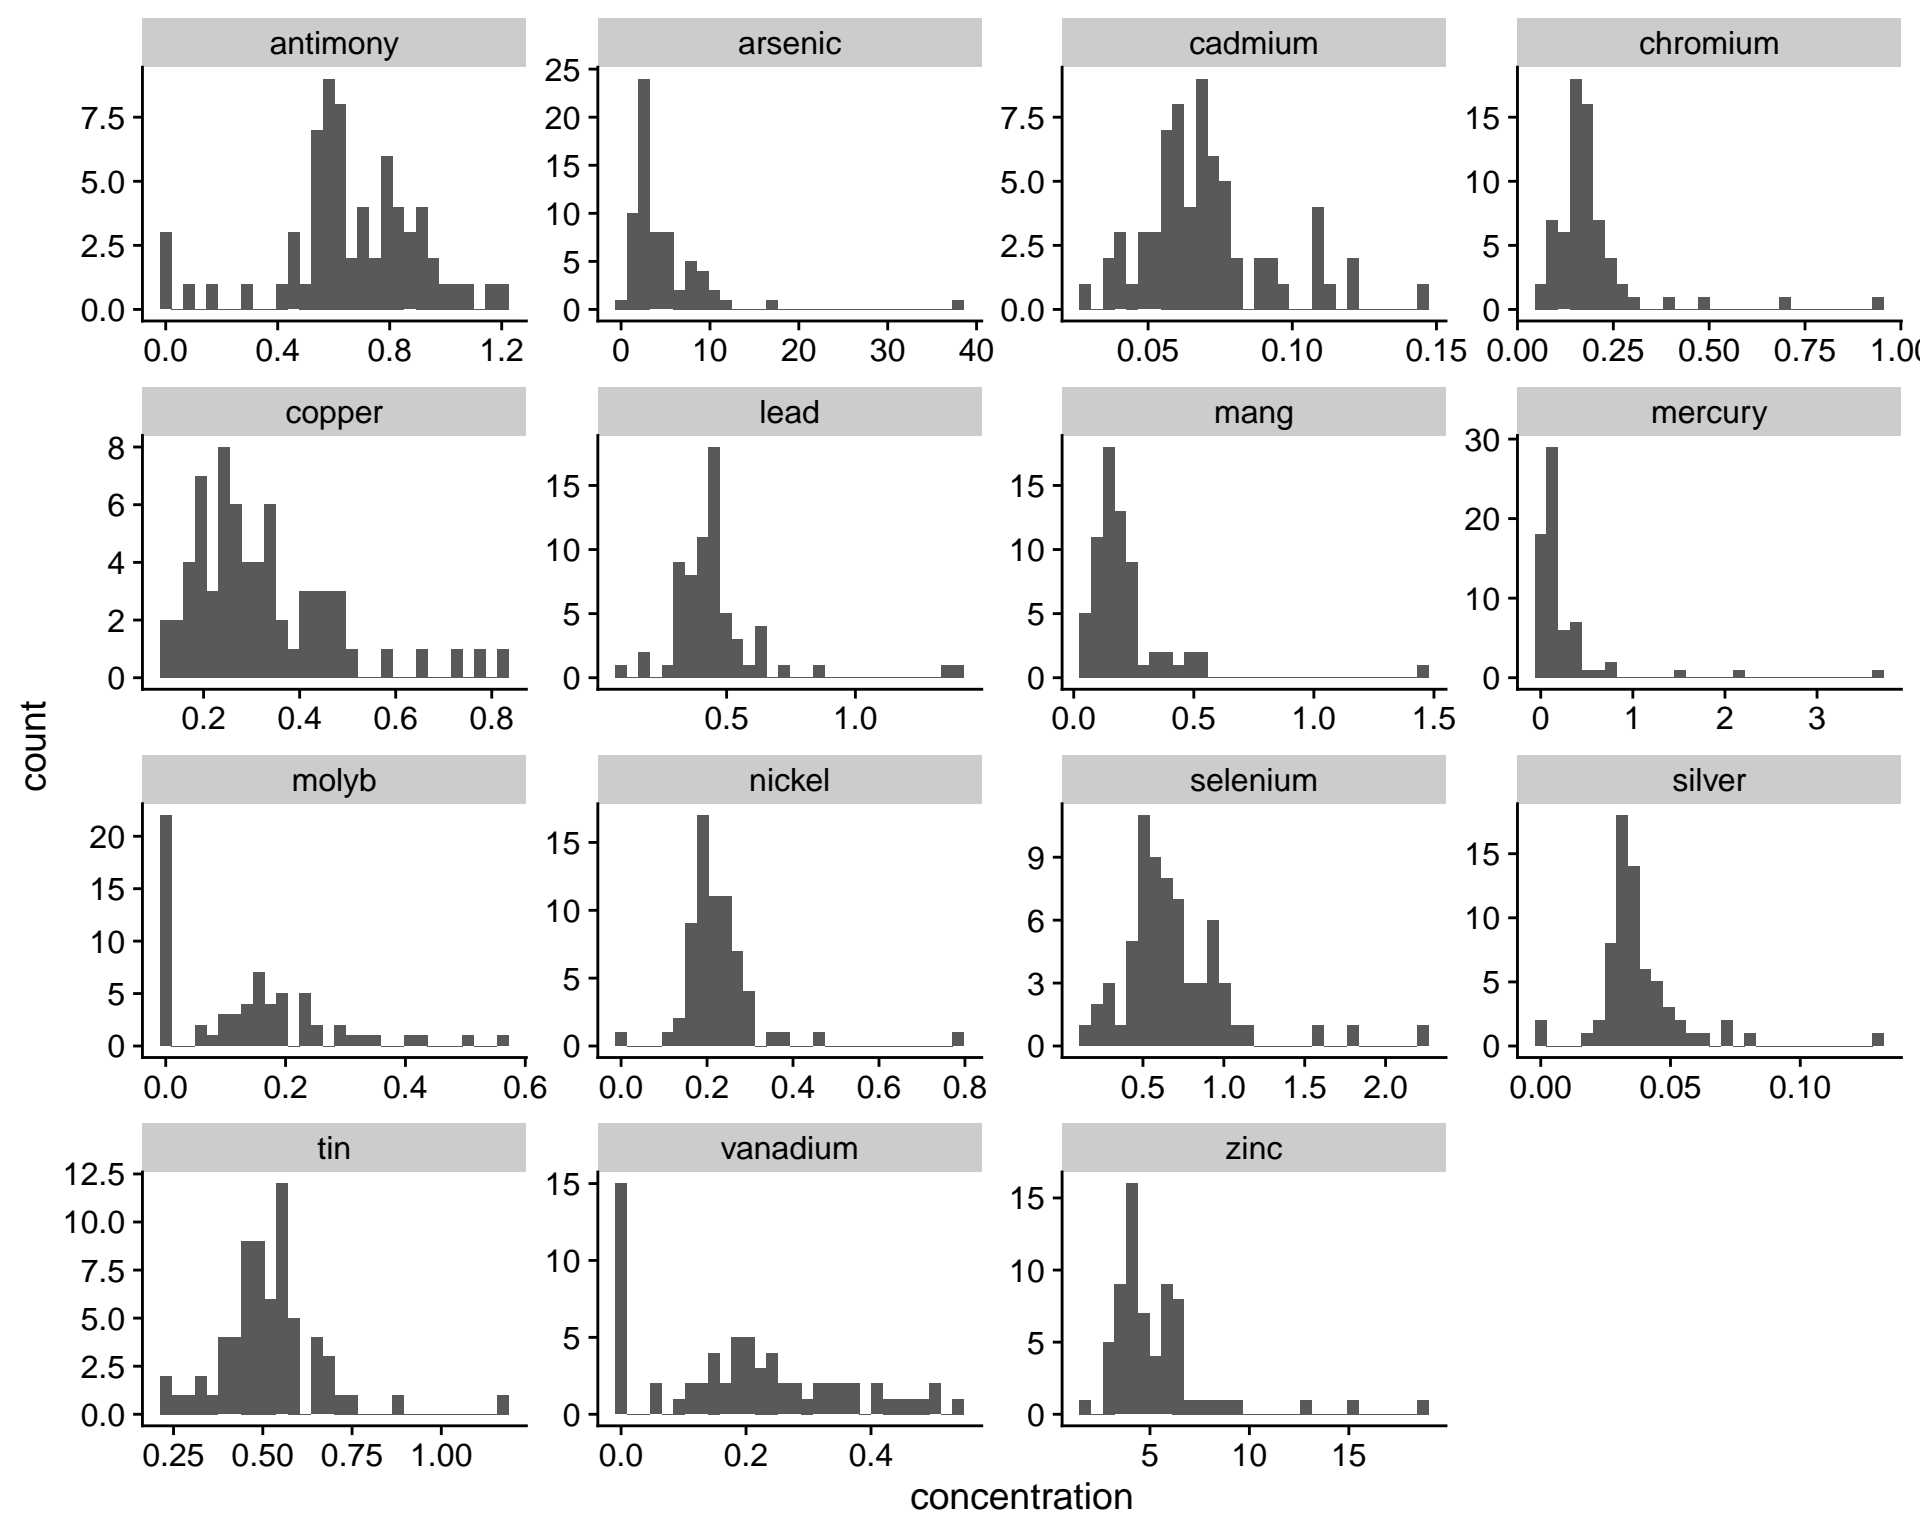 antimony arsenic cadmium chromium
7.5 5.0 2.5 0.0
25 20 15 10 5 0
7.5 5.0 2.5 0.0
15 10 5 0
0.0 0.4 0.8 1.2 0 10 20 30 40 0.05 0.10 0.15 0.00 0.25 0.50 0.75 1.00
copper lead mang mercury
8 6 4 2 0
15 10 5 0
15 10 5 0
30 20 10 0
0.2 0.4 0.6 0.8 0.5 1.0 0.0 0.5 1.0 1.5 0 1 2 3
count
molyb nickel selenium silver
20 15 10 5 0
15 10 5 0
9 6 3 0
15 10 5 0
0.0 0.2 0.4 0.6 0.0 0.2 0.4 0.6 0.8 0.5 1.0 1.5 2.0 0.00 0.05 0.10
tin vanadium zinc
12.5 10.0 7.5 5.0 2.5 0.0
15 10 5 0
15 10 5 0
0.25 0.50 0.75 1.00 0.0 0.2 0.4 5 10 15
concentration